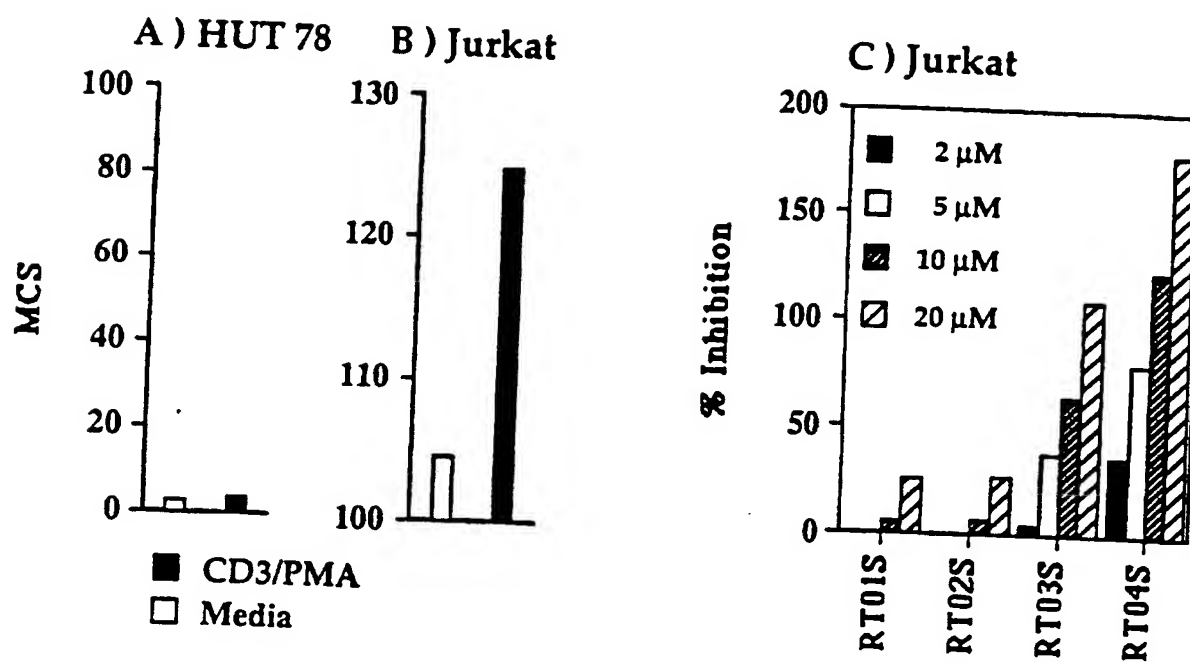 A ) HUT 78
B ) Jurkat
C ) Jurkat
MCS
100
80
60
40
20
0
130
120
110
100
CD3/PMA
Media
% Inhibition
200
150
100
50
0
2 µM
5 µM
10 µM
20 µM
RT01S
RT02S
RT03S
RT04S